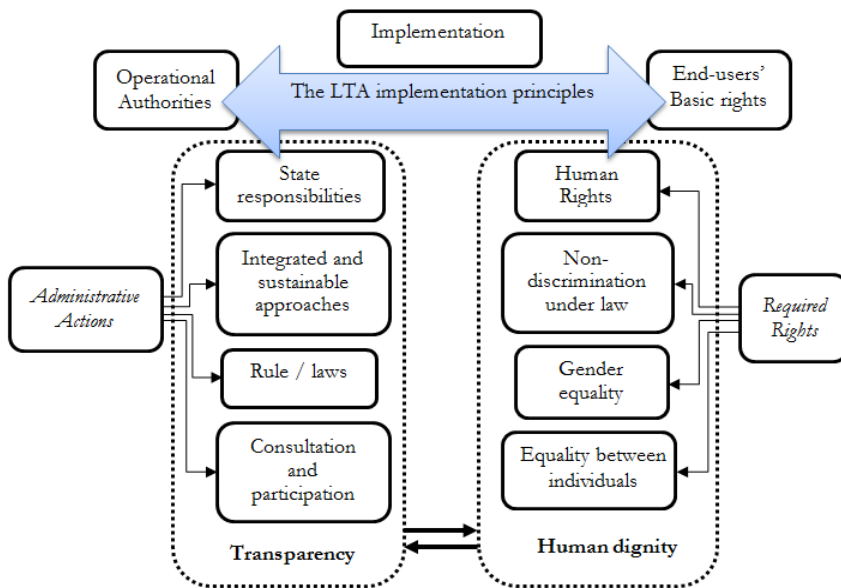 Implementation
Operational
Authorities
The LTA implementation principles
End-users'
Basic rights
State
responsibilities
Integrated and
sustainable
approaches
Rule / laws
Consultation
and
participation
Administrative
Actions
Transparency
Human
Rights
Non-
discrimination
under law
Gender
equality
Equality between
individuals
Required
Rights
Human dignity